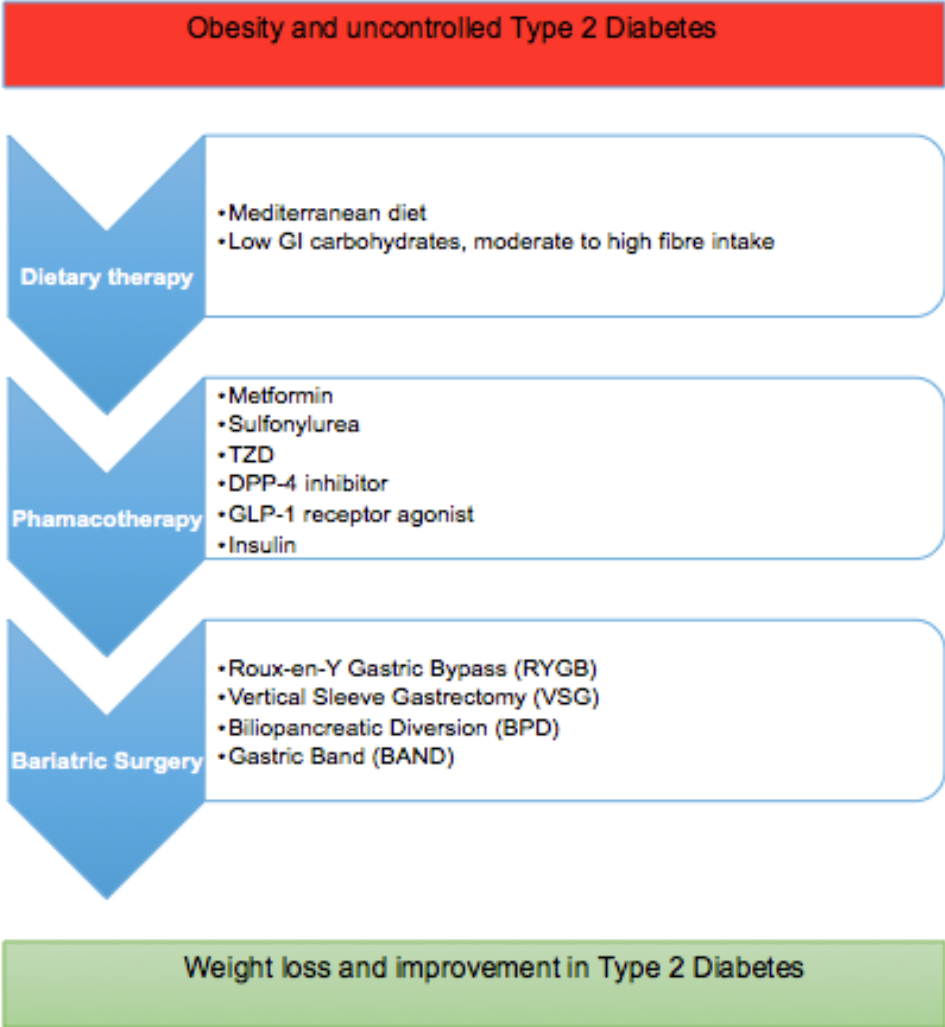 Obesity and uncontrolled Type 2 Diabetes
Dietary therapy
•Mediterranean diet
•Low GI carbohydrates, moderate to high fibre intake
Phamacotherapy
•Metformin
•Sulfonylurea
•TZD
•DPP-4 inhibitor
•GLP-1 receptor agonist
•Insulin
Bariatric Surgery
•Roux-en-Y Gastric Bypass (RYGB)
•Vertical Sleeve Gastrectomy (VSG)
•Biliopancreatic Diversion (BPD)
•Gastric Band (BAND)
Weight loss and improvement in Type 2 Diabetes